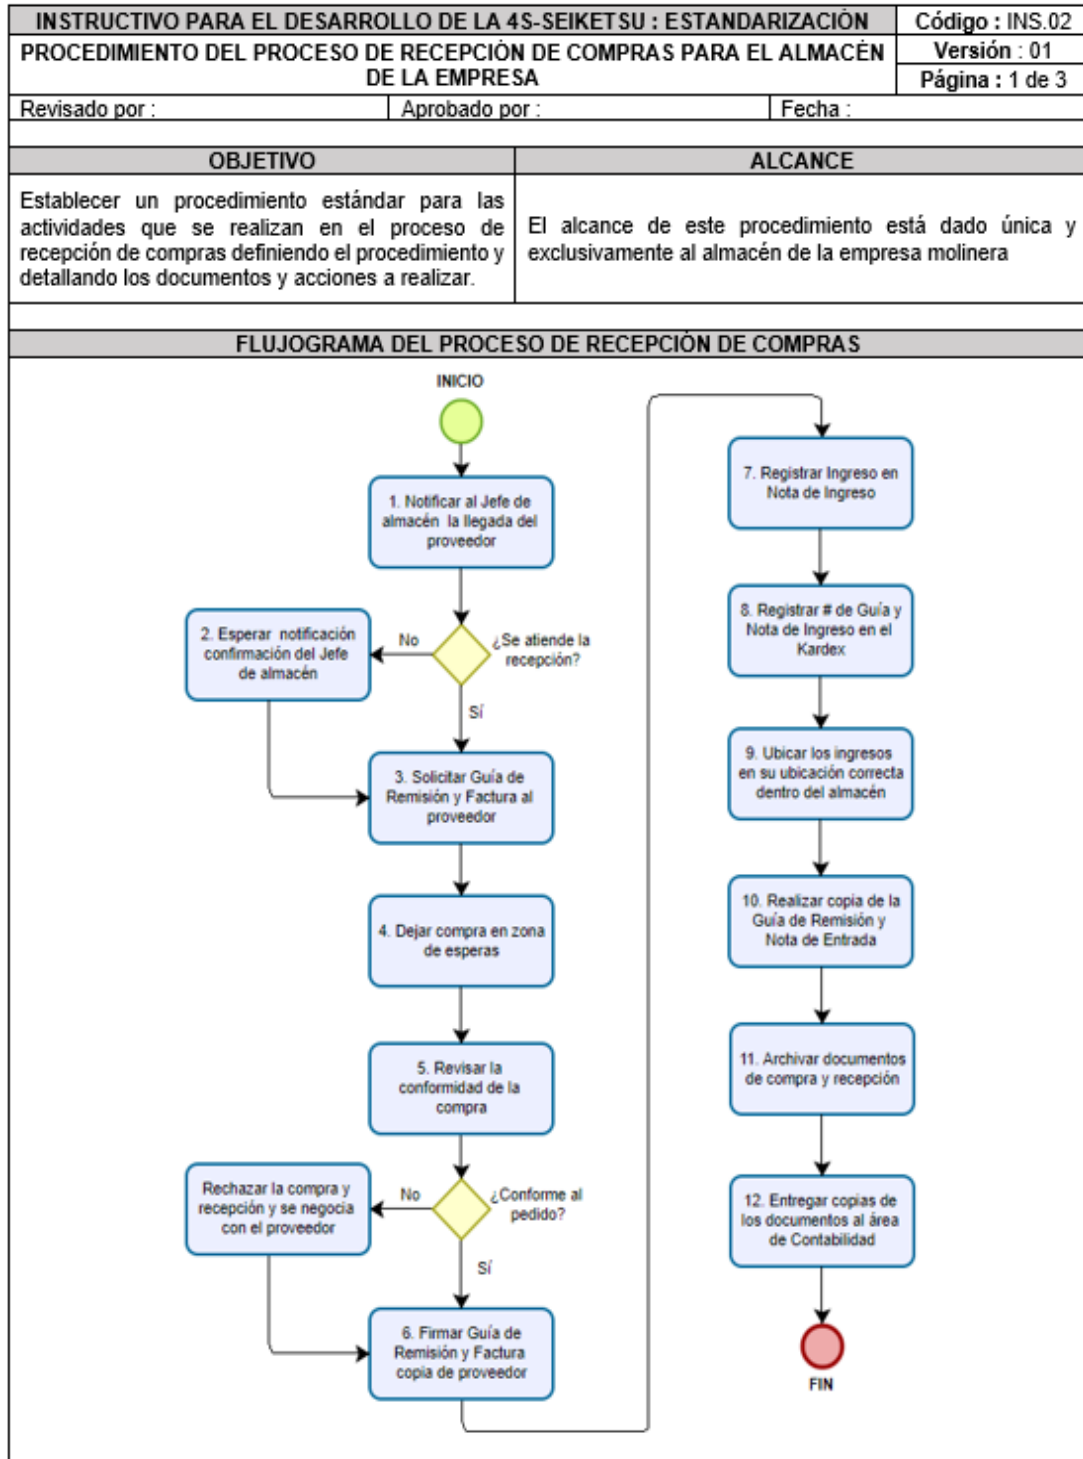 INSTRUCTIVO PARA EL DESARROLLO DE LA 4S-SEIKETSU : ESTANDARIZACIÓN
Código : INS.02
PROCEDIMIENTO DEL PROCESO DE RECEPCIÓN DE COMPRAS PARA EL ALMACÉN
DE LA EMPRESA
Versión : 01
Página : 1 de 3
Revisado por :
Aprobado por :
Fecha :
OBJETIVO
ALCANCE
Establecer un procedimiento estándar para las
actividades que se realizan en el proceso de
recepción de compras definiendo el procedimiento y
detallando los documentos y acciones a realizar.
El alcance de este procedimiento está dado única y
exclusivamente al almacén de la empresa molinera
FLUJOGRAMA DEL PROCESO DE RECEPCIÓN DE COMPRAS
INICIO
1. Notificar al Jefe de
almacén la llegada del
proveedor
¿Se atiende la
recepción?
No
2. Esperar notificación
confirmación del Jefe
de almacén
Sí
3. Solicitar Guía de
Remisión y Factura al
proveedor
4. Dejar compra en zona
de esperas
5. Revisar la
conformidad de la
compra
¿Conforme al
pedido?
No
Rechazar la compra y
recepción y se negocia
con el proveedor
Sí
6. Firmar Guía de
Remisión y Factura
copia de proveedor
7. Registrar Ingreso en
Nota de Ingreso
8. Registrar # de Guía y
Nota de Ingreso en el
Kardex
9. Ubicar los ingresos
en su ubicación correcta
dentro del almacén
10. Realizar copia de la
Guía de Remisión y
Nota de Entrada
11. Archivar documentos
de compra y recepción
12. Entregar copias de
los documentos al área
de Contabilidad
FIN